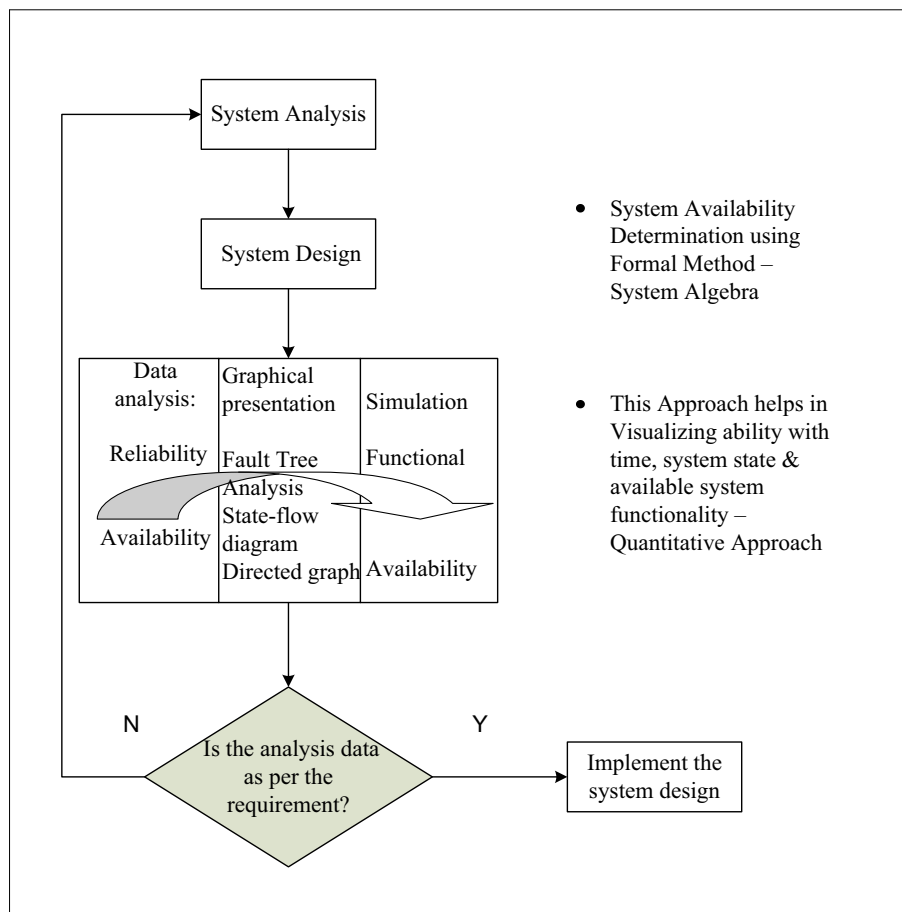 System Analysis
System Design
Data
analysis:
Reliability
Availability
Graphical
presentation
Fault Tree
Analysis
State-flow
diagram
Directed graph
Simulation
Functional
Availability
N
Is the analysis data
as per the
requirement?
Y
Implement the
system design
• System Availability
Determination using
Formal Method –
System Algebra
• This Approach helps in
Visualizing ability with
time, system state &
available system
functionality –
Quantitative Approach